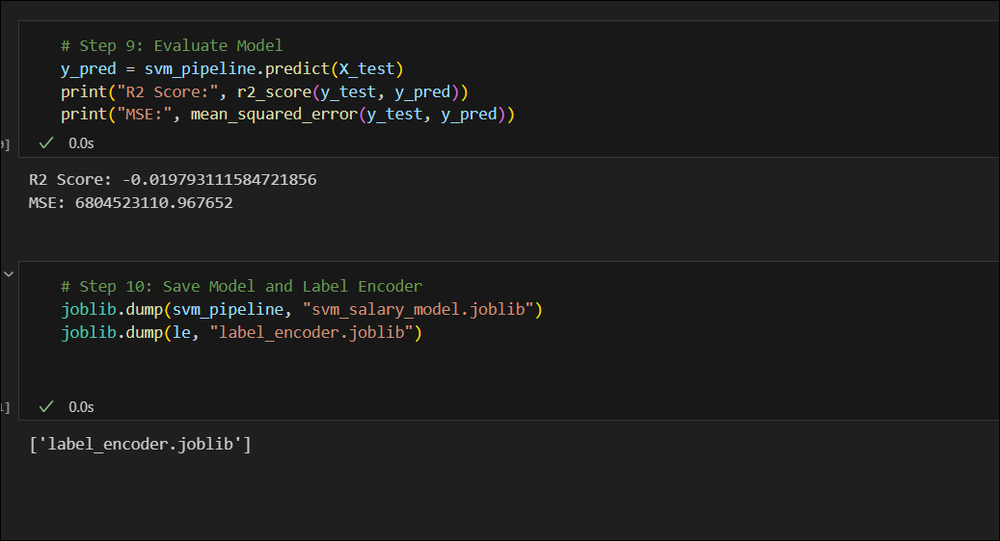 # Step 9: Evaluate Model
y_pred = svm_pipeline.predict(X_test)
print("R2 Score:", r2_score(y_test, y_pred))
print("MSE:", mean_squared_error(y_test, y_pred))
]
0.0s
R2 Score: -0.019793111584721856
MSE: 6804523110.967652
# Step 10: Save Model and Label Encoder
joblib.dump(svm_pipeline, "svm_salary_model.joblib")
joblib.dump(le, "label_encoder.joblib")
]
0.0s
['label_encoder.joblib']